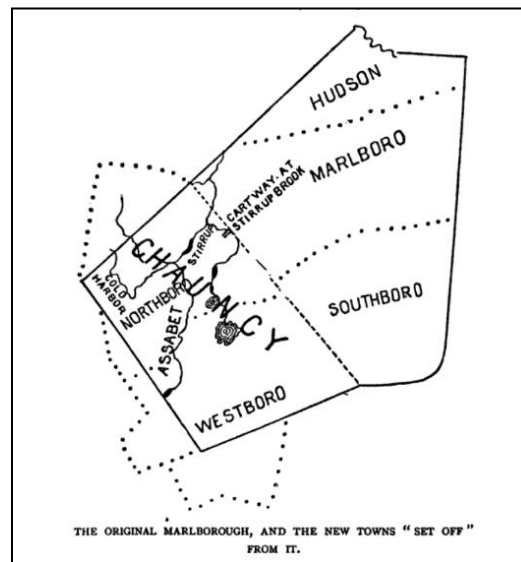 HUDSON
MARLBORO
CARTWAY-AT
STIRRUP BROOK
STIRRUP
CHAUNCY
COLD
HARBOR
NORTHBORO
ASSABET
SOUTHBORO
WESTBORO
THE ORIGINAL MARLBOROUGH, AND THE NEW TOWNS "SET OFF"
FROM IT.